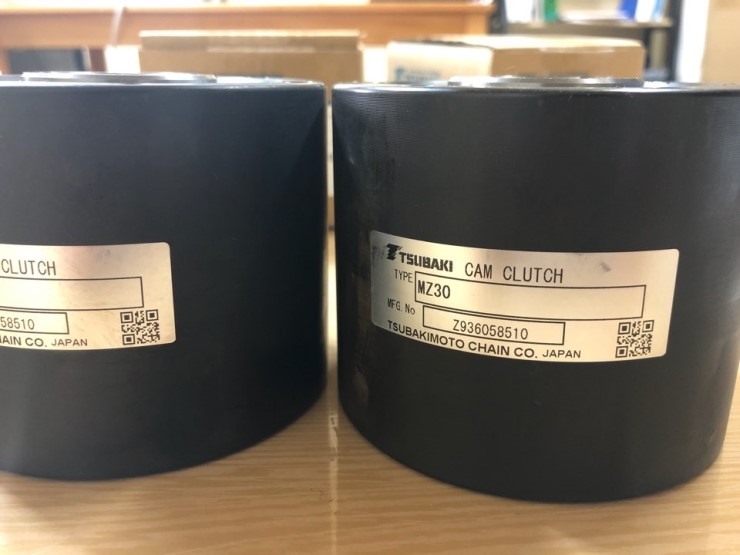 CLUTCH
58510
AIN CO. JAPAN
TSUBAKI CAM CLUTCH
TYPE MZ30
MFG. No Z936058510
TSUBAKIMOTO CHAIN CO. JAPAN